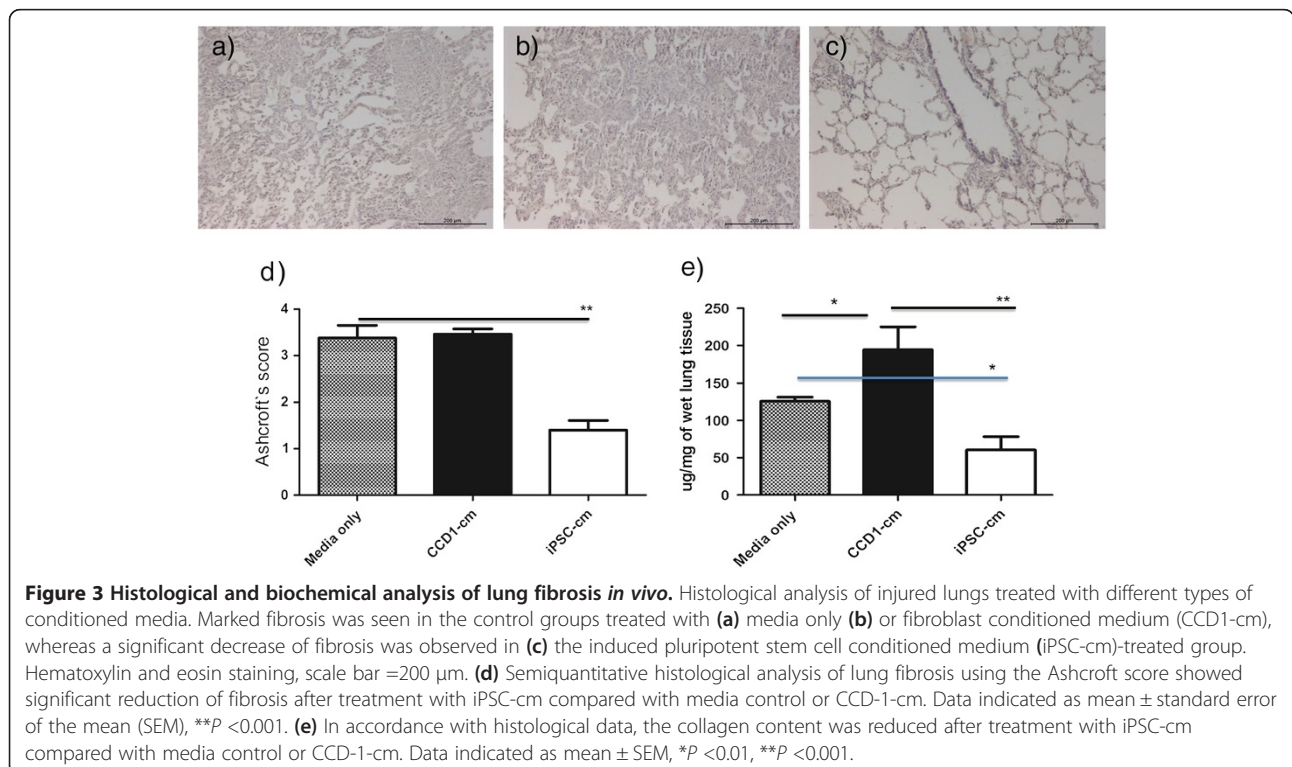 a)
b)
c)
200 µm
200 µm
200 µm
d)
Ashcroft`s score
4
3
2
1
0
**
Media only
CCD1-cm
iPSC-cm
e)
ug/mg of wet lung tissue
250
200
150
100
50
0
*
**
*
Media only
CCD1-cm
iPSC-cm
Figure 3 Histological and biochemical analysis of lung fibrosis in vivo. Histological analysis of injured lungs treated with different types of
conditioned media. Marked fibrosis was seen in the control groups treated with (a) media only (b) or fibroblast conditioned medium (CCD1-cm),
whereas a significant decrease of fibrosis was observed in (c) the induced pluripotent stem cell conditioned medium (iPSC-cm)-treated group.
Hematoxylin and eosin staining, scale bar =200 µm. (d) Semiquantitative histological analysis of lung fibrosis using the Ashcroft score showed
significant reduction of fibrosis after treatment with iPSC-cm compared with media control or CCD-1-cm. Data indicated as mean ± standard error
of the mean (SEM), **P <0.001. (e) In accordance with histological data, the collagen content was reduced after treatment with iPSC-cm
compared with media control or CCD-1-cm. Data indicated as mean ± SEM, *P <0.01, **P <0.001.